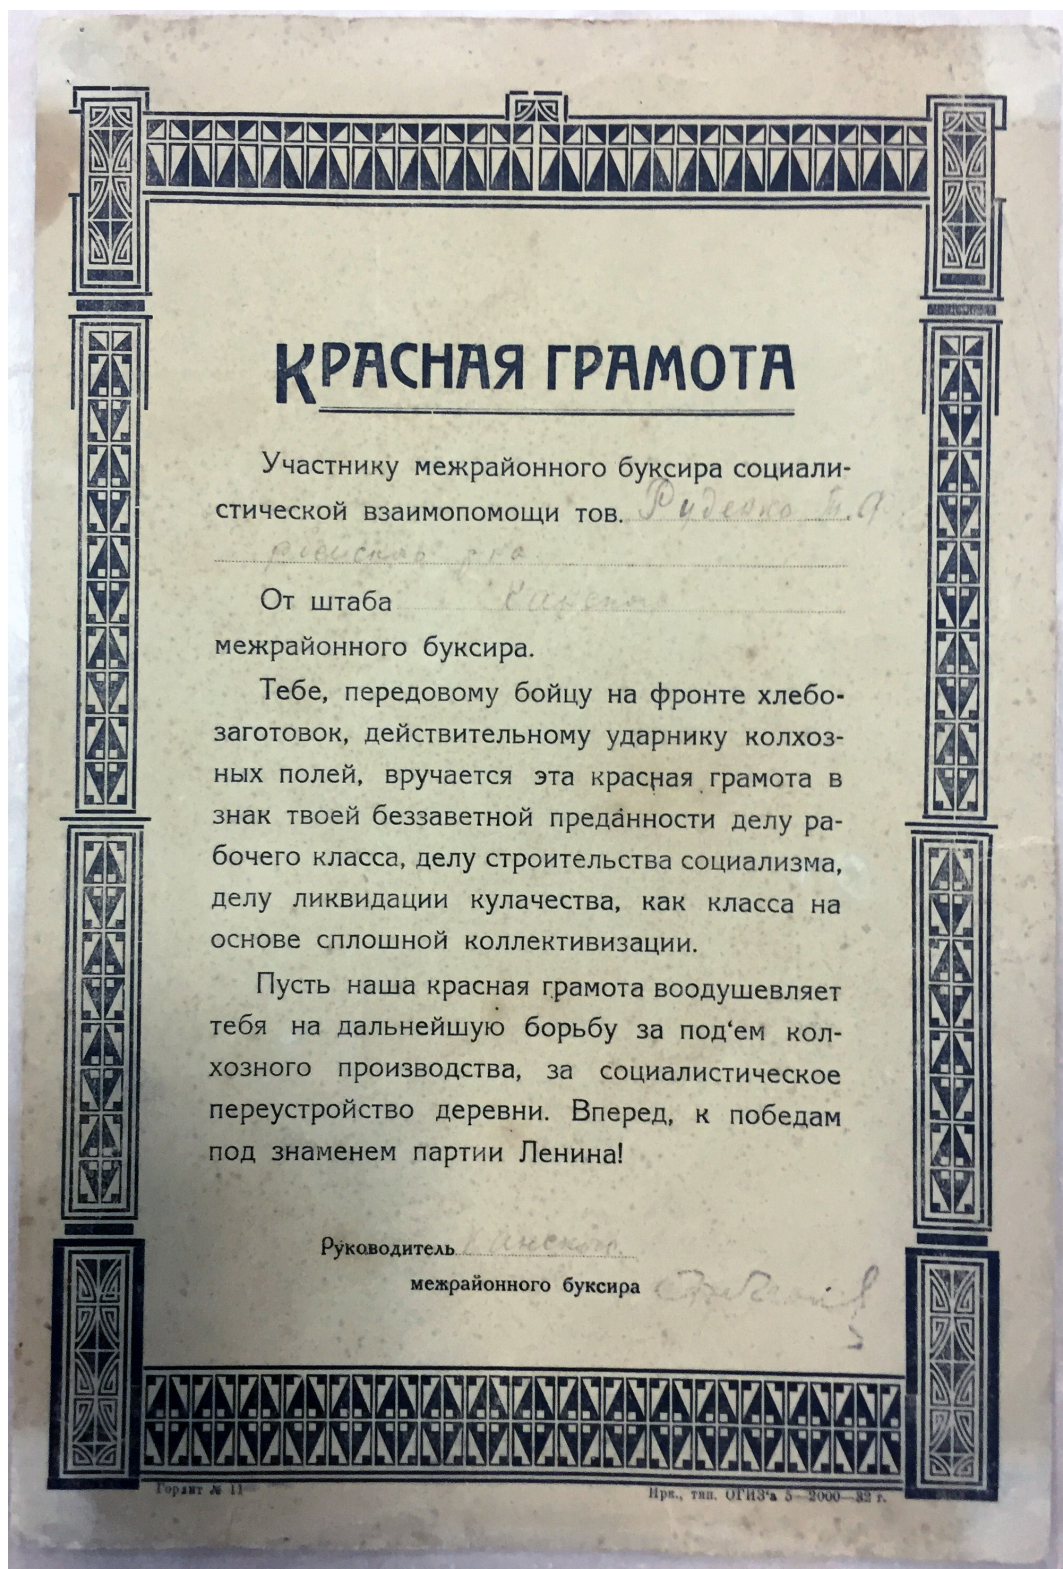 КРАСНАЯ ГРАМОТА
Участнику межрайонного буксира социали-
стической взаимопомощи тов. Руденко
От штаба Канского
межрайонного буксира.
Тебе, передовому бойцу на фронте хлебо-
заготовок, действительному ударнику колхоз-
ных полей, вручается эта красная грамота в
знак твоей беззаветной преданности делу ра-
бочего класса, делу строительства социализма,
делу ликвидации кулачества, как класса на
основе сплошной коллективизации.
Пусть наша красная грамота воодушевляет
тебя на дальнейшую борьбу за под‘ем кол-
хозного производства, за социалистическое
переустройство деревни. Вперед, к победам
под знаменем партии Ленина!
Руководитель Канского
межрайонного буксира
Горлит № 11
Ирк., тип. ОГИЗ‘а 5—2000—32 г.